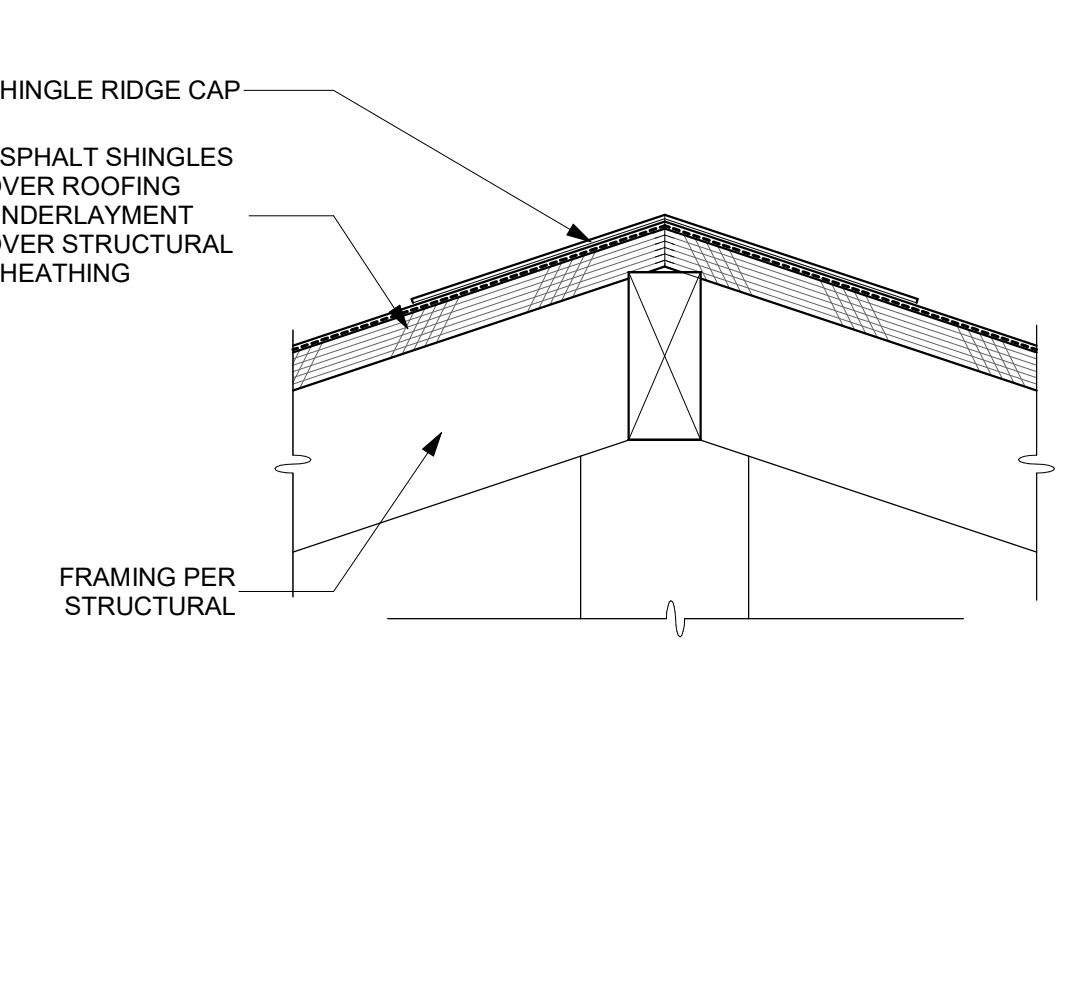 HINGLE RIDGE CAP
SPHALT SHINGLES
OVER ROOFING
NDERLAYMENT
OVER STRUCTURAL
HEATHING
FRAMING PER
STRUCTURAL